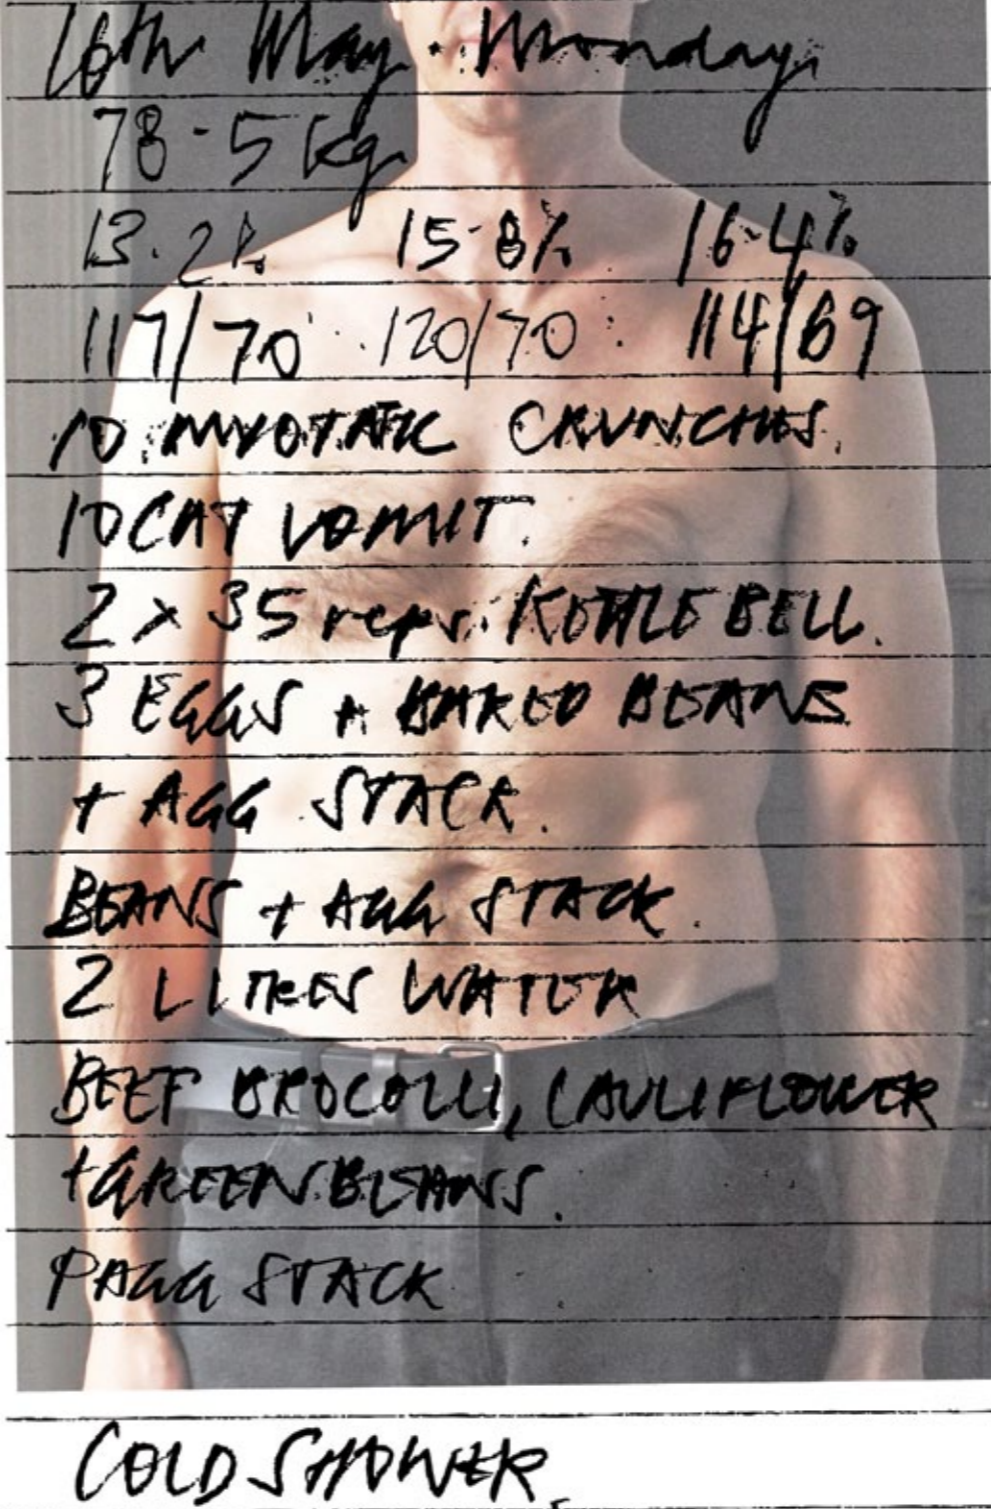 16th May. Monday.
78-5 kg
13.2% 15-8% 16-4%
117/70 120/70 : 114/69
10 MYOTATIC CRUNCHES.
10 CAT VOMIT.
2 x 35 reps. KETTLE BELL.
3 EGGS + BAKED BEANS
+ AGG STACK.
BEANS + AGG STACK.
2 LITRES WATER
BEEF BROCOLLI, CAULIFLOWER
+ GREEN BEANS.
PAGG STACK
COLD SHOWER.